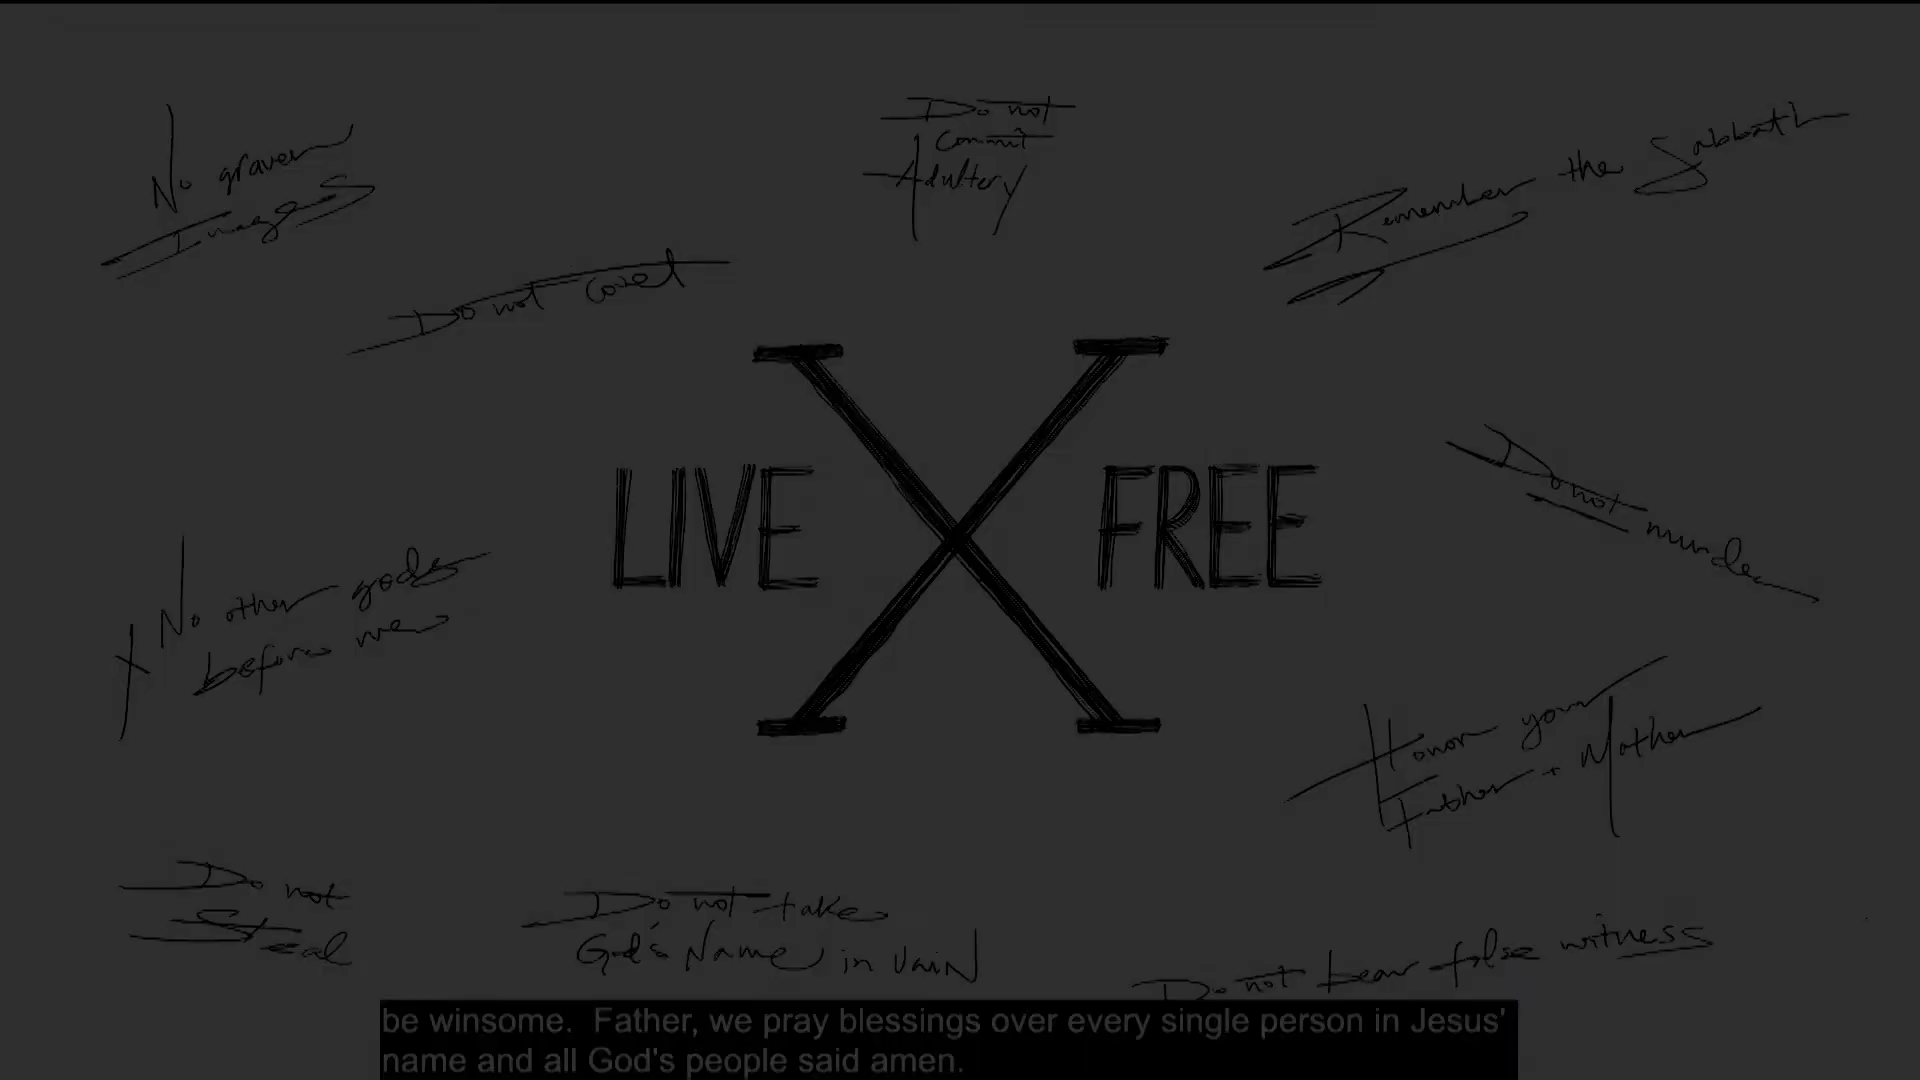 No graven
Images
Do not
Commit
Adultery
Remember the Sabbath
Do not covet
LIVE X FREE
Do not murder
No other gods
before me
Honor your
Father + Mother
Do not
Steal
Do not take
God's Name in vain
Do not bear false witness
be winsome.  Father, we pray blessings over every single person in Jesus'
name and all God's people said amen.